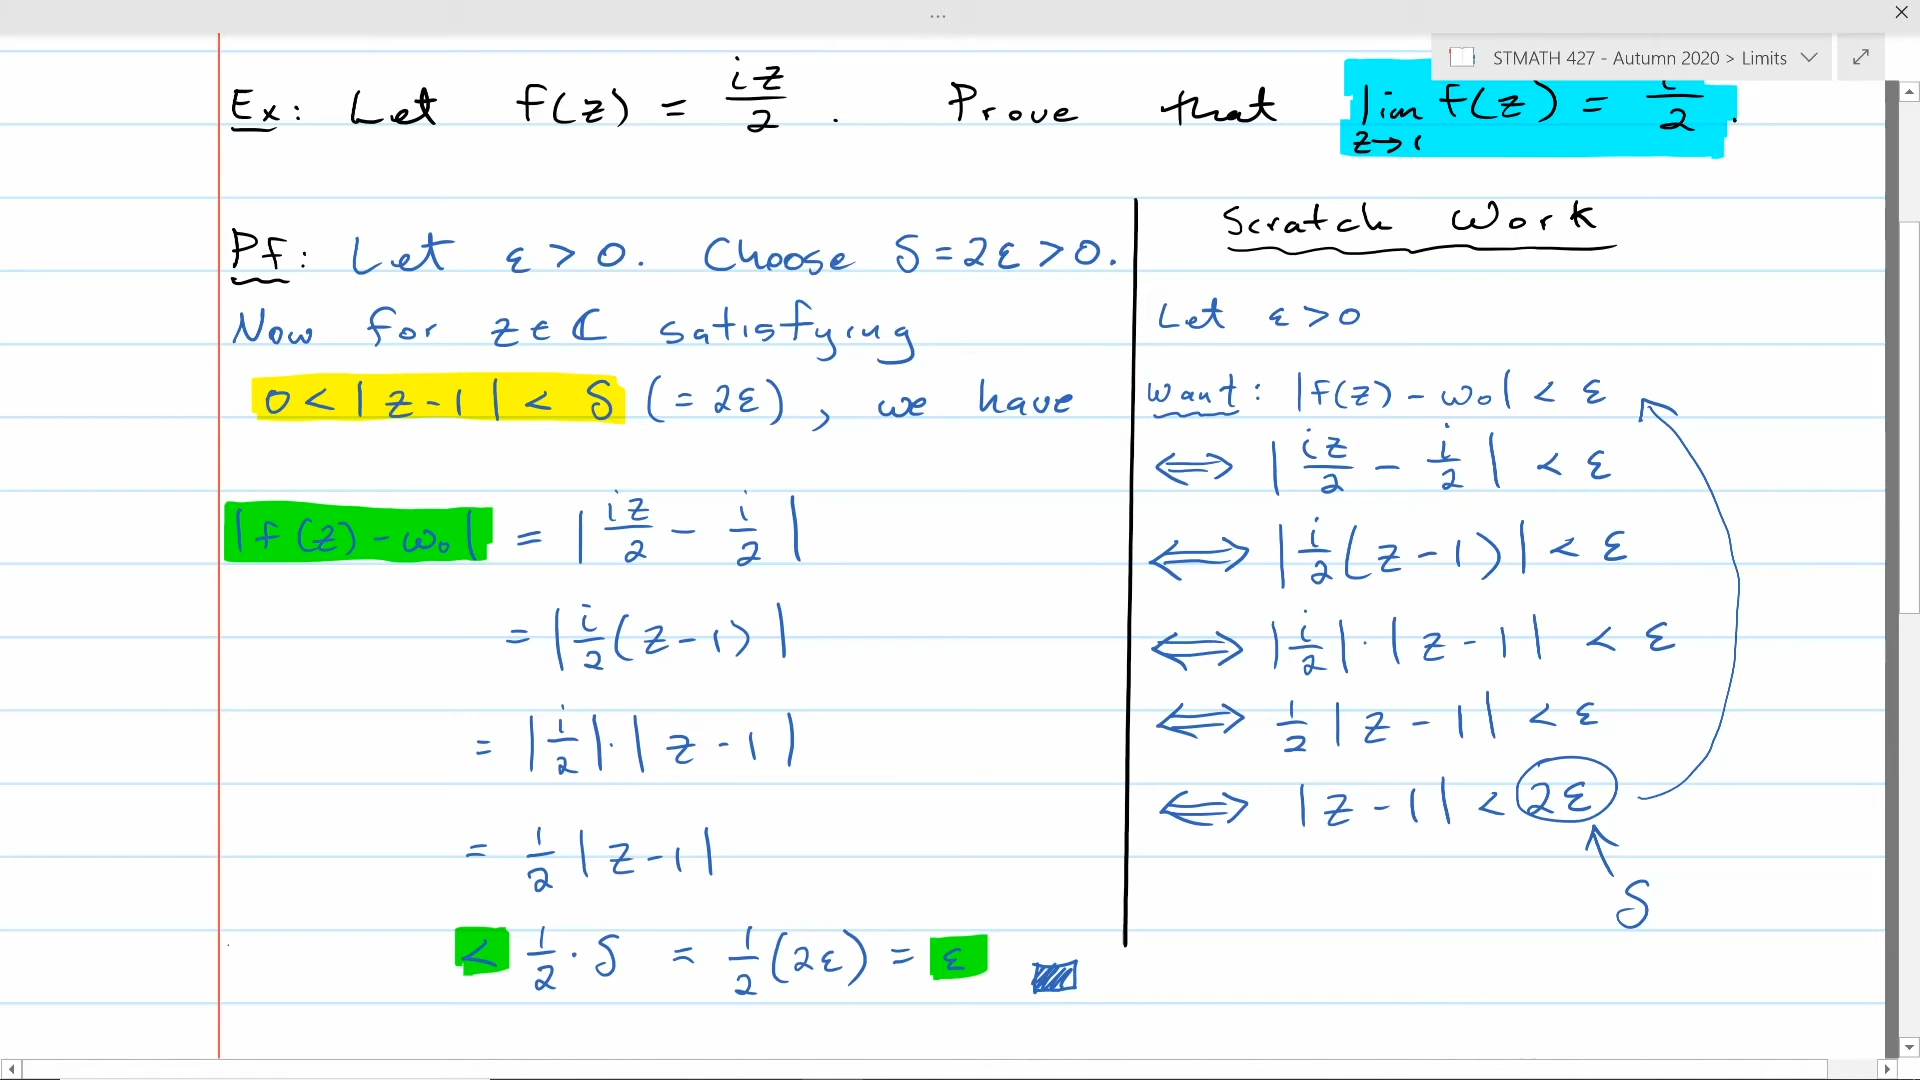 STMATH 427 - Autumn 2020 > Limits
Ex: Let f(z) = iz/2 . Prove that lim z→1 f(z) = i/2 .
Pf: Let ε > 0. Choose δ = 2ε > 0.
Now for z ∈ ℂ satisfying
0 < |z - 1| < δ (= 2ε), we have
|f(z) - w₀| = |iz/2 - i/2|
= |i/2 (z - 1)|
= |i/2| · |z - 1|
= 1/2 |z - 1|
< 1/2 · δ = 1/2 (2ε) = ε
Scratch Work
Let ε > 0
Want: |f(z) - w₀| < ε
⟺ |iz/2 - i/2| < ε
⟺ |i/2 (z - 1)| < ε
⟺ |i/2| · |z - 1| < ε
⟺ 1/2 |z - 1| < ε
⟺ |z - 1| < 2ε
δ